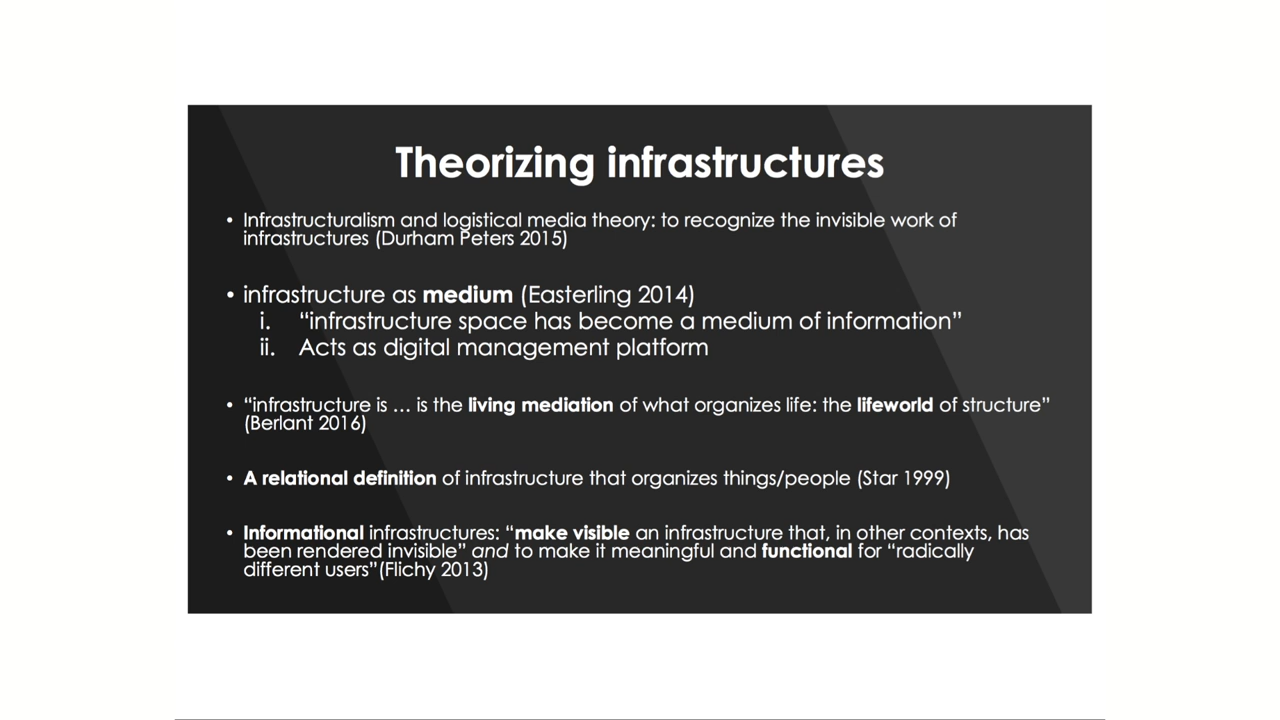 Theorizing infrastructures
• Infrastructuralism and logistical media theory: to recognize the invisible work of
infrastructures (Durham Peters 2015)
• infrastructure as medium (Easterling 2014)
i. “infrastructure space has become a medium of information”
ii. Acts as digital management platform
• “infrastructure is … is the living mediation of what organizes life: the lifeworld of structure”
(Berlant 2016)
• A relational definition of infrastructure that organizes things/people (Star 1999)
• Informational infrastructures: “make visible an infrastructure that, in other contexts, has
been rendered invisible” and to make it meaningful and functional for “radically
different users”(Flichy 2013)